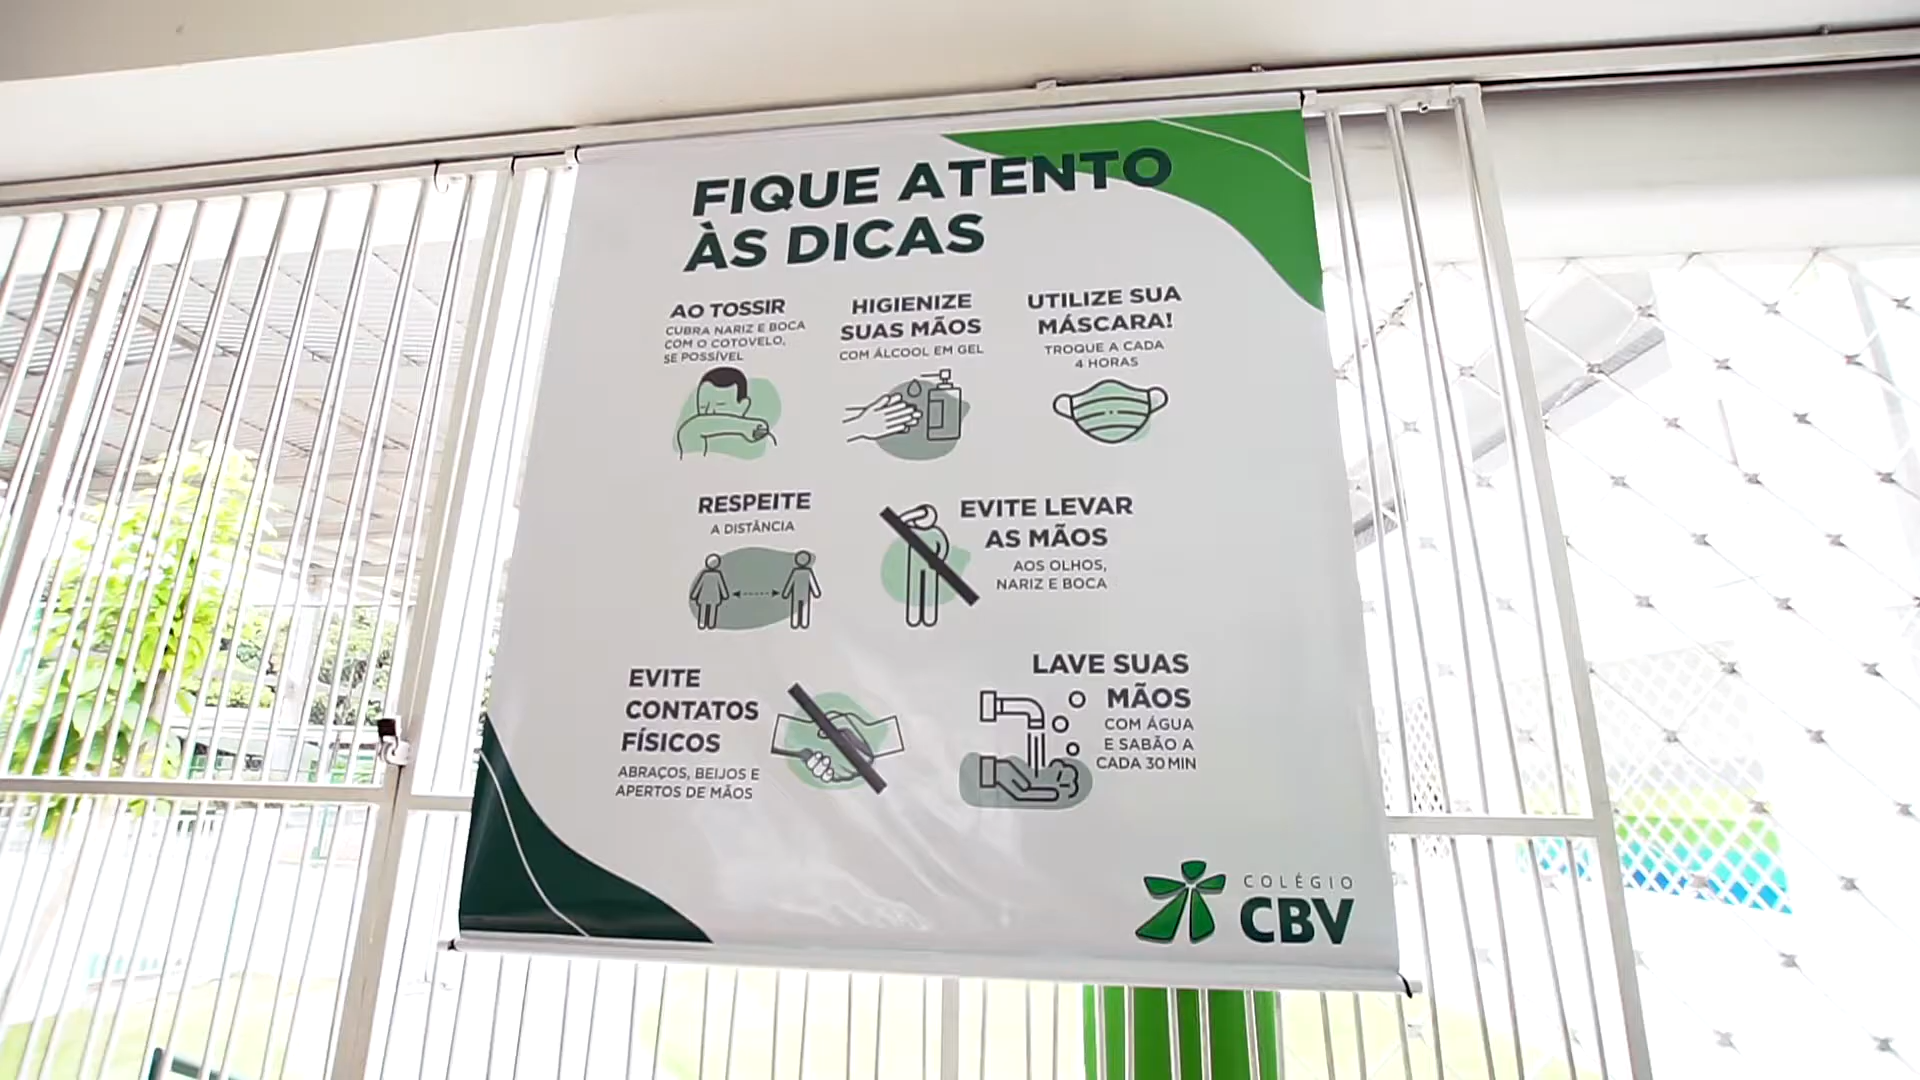 FIQUE ATENTO
ÀS DICAS
AO TOSSIR
CUBRA NARIZ E BOCA
COM O COTOVELO,
SE POSSÍVEL
HIGIENIZE
SUAS MÃOS
COM ÁLCOOL EM GEL
UTILIZE SUA
MÁSCARA!
TROQUE A CADA
4 HORAS
RESPEITE
A DISTÂNCIA
EVITE LEVAR
AS MÃOS
AOS OLHOS,
NARIZ E BOCA
EVITE
CONTATOS
FÍSICOS
ABRAÇOS, BEIJOS E
APERTOS DE MÃOS
LAVE SUAS
MÃOS
COM ÁGUA
E SABÃO A
CADA 30 MIN
COLÉGIO
CBV